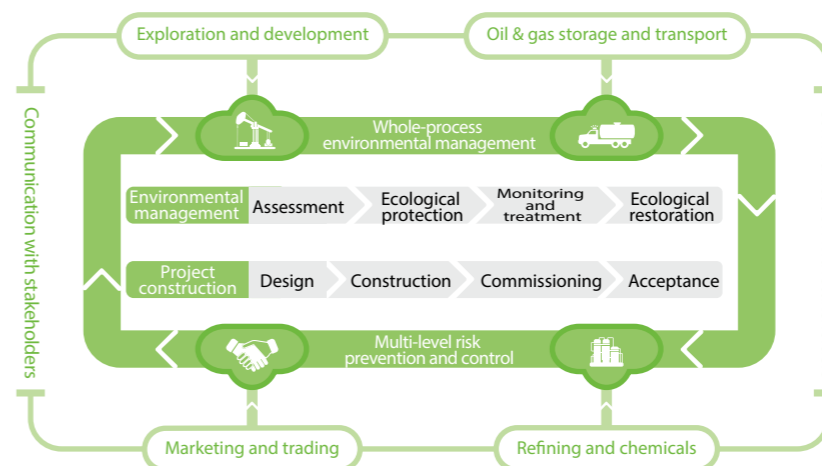 Exploration and development
Oil & gas storage and transport
Communication with stakeholders
Whole-process
environmental management
Environmental
management
Assessment
Ecological
protection
Monitoring
and
treatment
Ecological
restoration
Project
construction
Design
Construction
Commissioning
Acceptance
Multi-level risk
prevention and control
Marketing and trading
Refining and chemicals